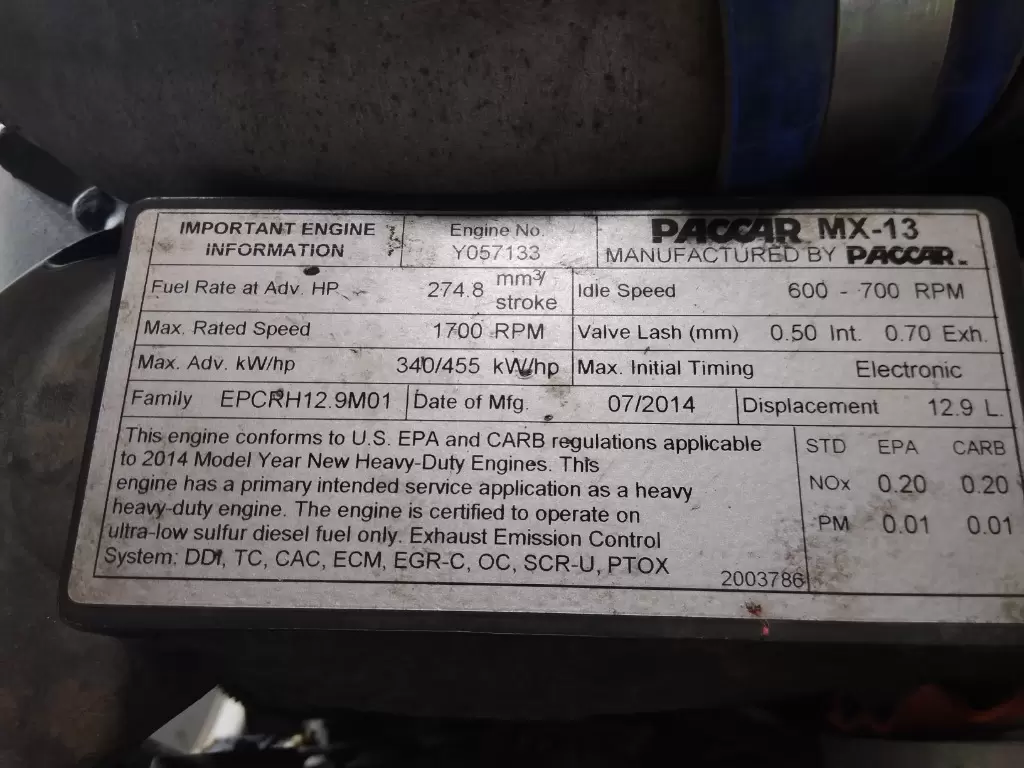 IMPORTANT ENGINE
INFORMATION
Engine No.
Y057133
PACCAR MX-13
MANUFACTURED BY PACCAR
Fuel Rate at Adv. HP 274.8 mm³/
stroke
Idle Speed 600 - 700 RPM
Max. Rated Speed 1700 RPM
Valve Lash (mm) 0.50 Int. 0.70 Exh.
Max. Adv. kW/hp 340/455 kW/hp
Max. Initial Timing Electronic
Family EPCRH12.9M01
Date of Mfg. 07/2014
Displacement 12.9 L.
This engine conforms to U.S. EPA and CARB regulations applicable
to 2014 Model Year New Heavy-Duty Engines. This
engine has a primary intended service application as a heavy
heavy-duty engine. The engine is certified to operate on
ultra-low sulfur diesel fuel only. Exhaust Emission Control
System: DDI, TC, CAC, ECM, EGR-C, OC, SCR-U, PTOX
2003786
STD EPA CARB
NOx 0.20 0.20
PM 0.01 0.01